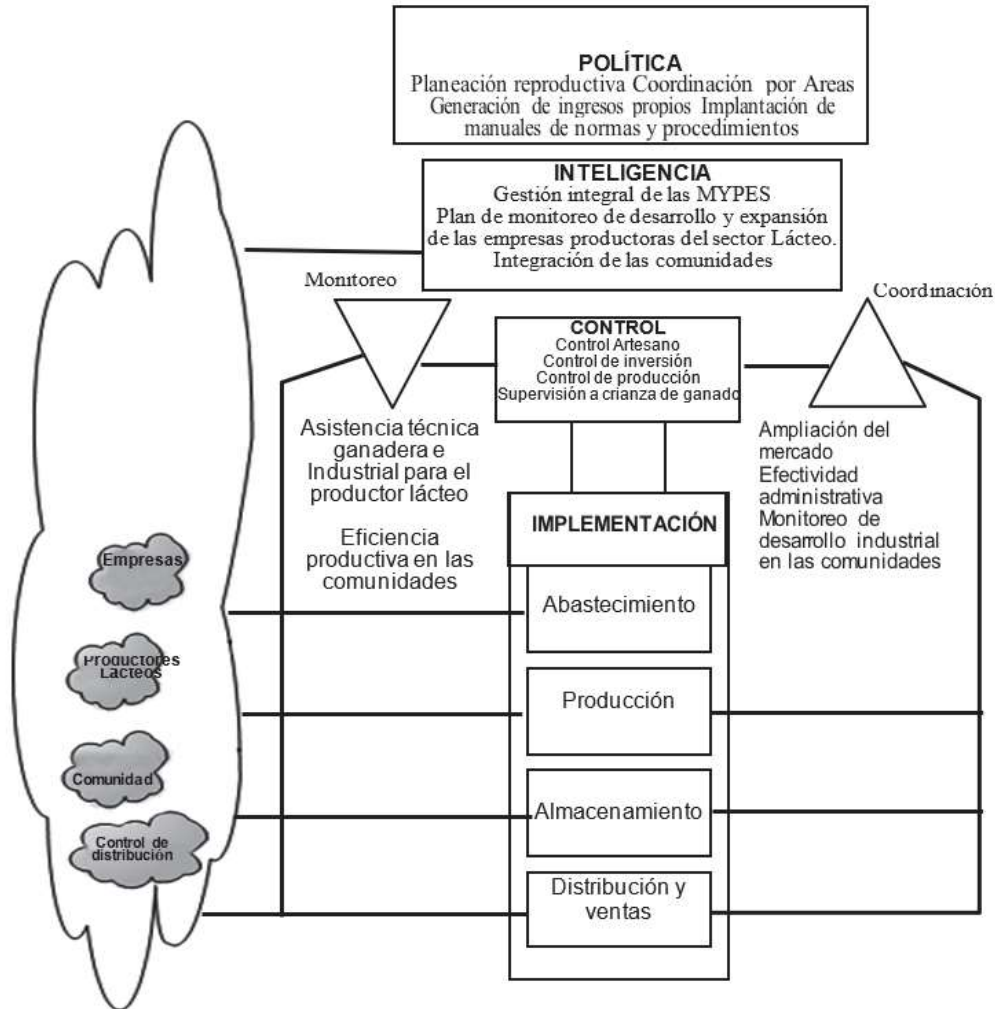 POLÍTICA
Planeación reproductiva Coordinación por Areas
Generación de ingresos propios Implantación de
manuales de normas y procedimientos
INTELIGENCIA
Gestión integral de las MYPES
Plan de monitoreo de desarrollo y expansión
de las empresas productoras del sector Lácteo.
Integración de las comunidades
Monitoreo
Coordinación
CONTROL
Control Artesano
Control de inversión
Control de producción
Supervisión a crianza de ganado
Asistencia técnica
ganadera e
Industrial para el
productor lácteo
Eficiencia
productiva en las
comunidades
Ampliación del
mercado
Efectividad
administrativa
Monitoreo de
desarrollo industrial
en las comunidades
IMPLEMENTACIÓN
Abastecimiento
Producción
Almacenamiento
Distribución y
ventas
Empresas
Productores
Lácteos
Comunidad
Control de
distribución